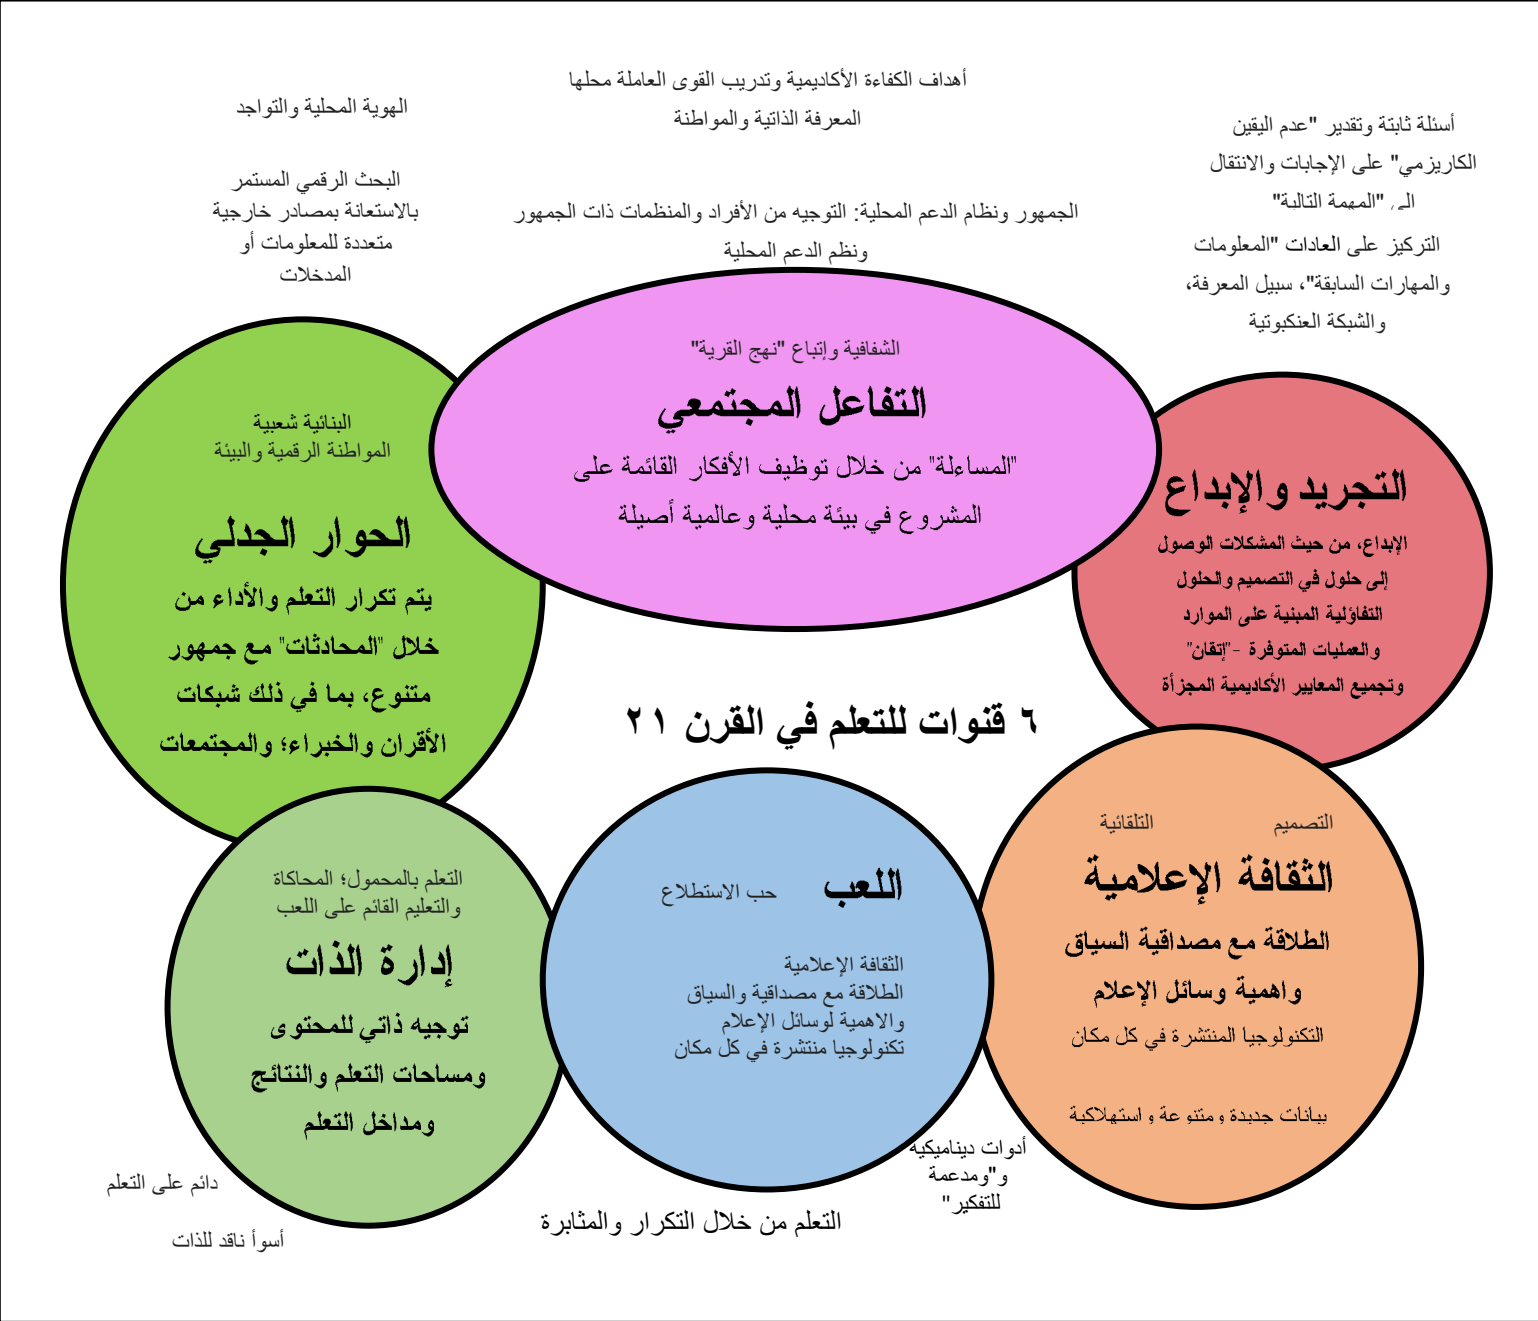 أهداف الكفاءة الأكاديمية وتدريب القوى العاملة محلها
المعرفة الذاتية والمواطنة
الجمهور ونظام الدعم المحلية: التوجيه من الأفراد والمنظمات ذات الجمهور
ونظم الدعم المحلية
أسئلة ثابتة وتقدير "عدم اليقين
الكاريزمي" على الإجابات والانتقال
إلى "المهمة التالية"
التركيز على العادات "المعلومات
والمهارات السابقة"، سبيل المعرفة،
والشبكة العنكبوتية
الهوية المحلية والتواجد
البحث الرقمي المستمر
بالاستعانة بمصادر خارجية
متعددة للمعلومات أو
المدخلات
الشفافية وإتباع "نهج القرية"
التفاعل المجتمعي
"المساءلة" من خلال توظيف الأفكار القائمة على
المشروع في بيئة محلية وعالمية أصيلة
التجريد والإبداع
الإبداع، من حيث المشكلات الوصول
إلى حلول في التصميم والحلول
التفاؤلية المبنية على الموارد
والعمليات المتوفرة -"إتقان"
وتجميع المعايير الأكاديمية المجزأة
البنائية شعبية
المواطنة الرقمية والبيئة
الحوار الجدلي
يتم تكرار التعلم والأداء من
خلال "المحادثات" مع جمهور
متنوع، بما في ذلك شبكات
الأقران والخبراء؛ والمجتمعات
٦ قنوات للتعلم في القرن ٢١
التصميم التلقائية
الثقافة الإعلامية
الطلاقة مع مصداقية السياق
واهمية وسائل الإعلام
التكنولوجيا المنتشرة في كل مكان
بيانات جديدة ومتنوعة واستهلاكية
اللعب حب الاستطلاع
الثقافة الإعلامية
الطلاقة مع مصداقية والسياق
والاهمية لوسائل الإعلام
تكنولوجيا منتشرة في كل مكان
التعلم بالمحمول؛ المحاكاة
والتعليم القائم على اللعب
إدارة الذات
توجيه ذاتي للمحتوى
ومساحات التعلم والنتائج
ومداخل التعلم
أدوات ديناميكية
و"ومدعمة
للتفكير"
التعلم من خلال التكرار والمثابرة
دائم على التعلم
أسوأ ناقد للذات